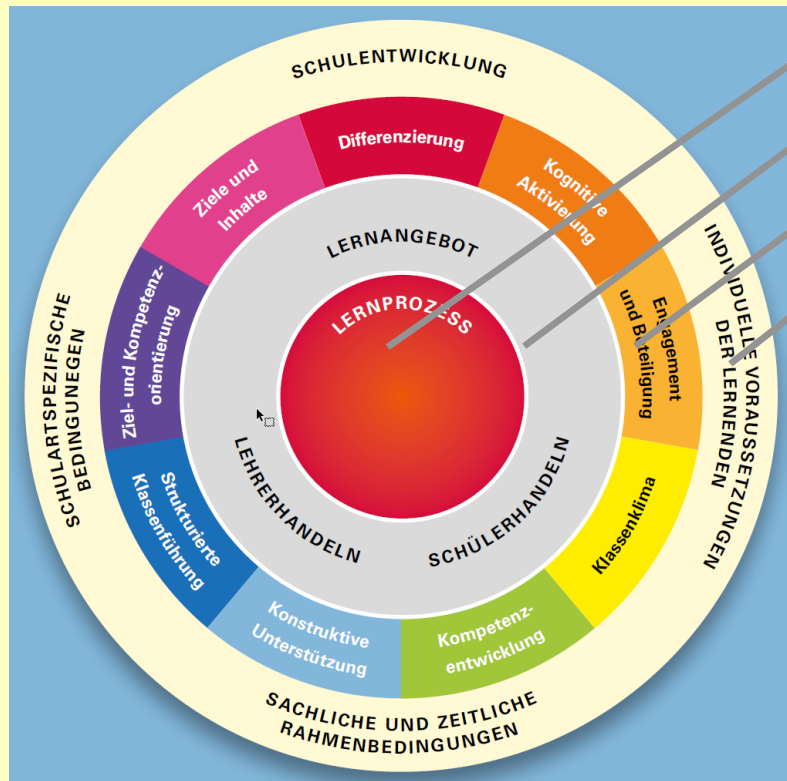 SCHULENTWICKLUNG
Differenzierung
Kognitive
Aktivierung
Ziele und
Inhalte
LERNANGEBOT
INDIVIDUELLE VORAUSSETZUNGEN
DER LERNENDEN
Engagement
und Beteiligung
LERNPROZESS
Ziel- und Kompetenz-
orientierung
SCHULARTSPEZIFISCHE
BEDINGUNEGEN
LEHRERHANDELN
SCHÜLERHANDELN
Klassenklima
Strukturierte
Klassenführung
Konstruktive
Unterstützung
Kompetenz-
entwicklung
SACHLICHE UND ZEITLICHE
RAHMENBEDINGUNGEN